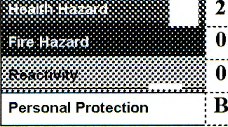 Health Hazard 2
Fire Hazard 0
Reactivity 0
Personal Protection B